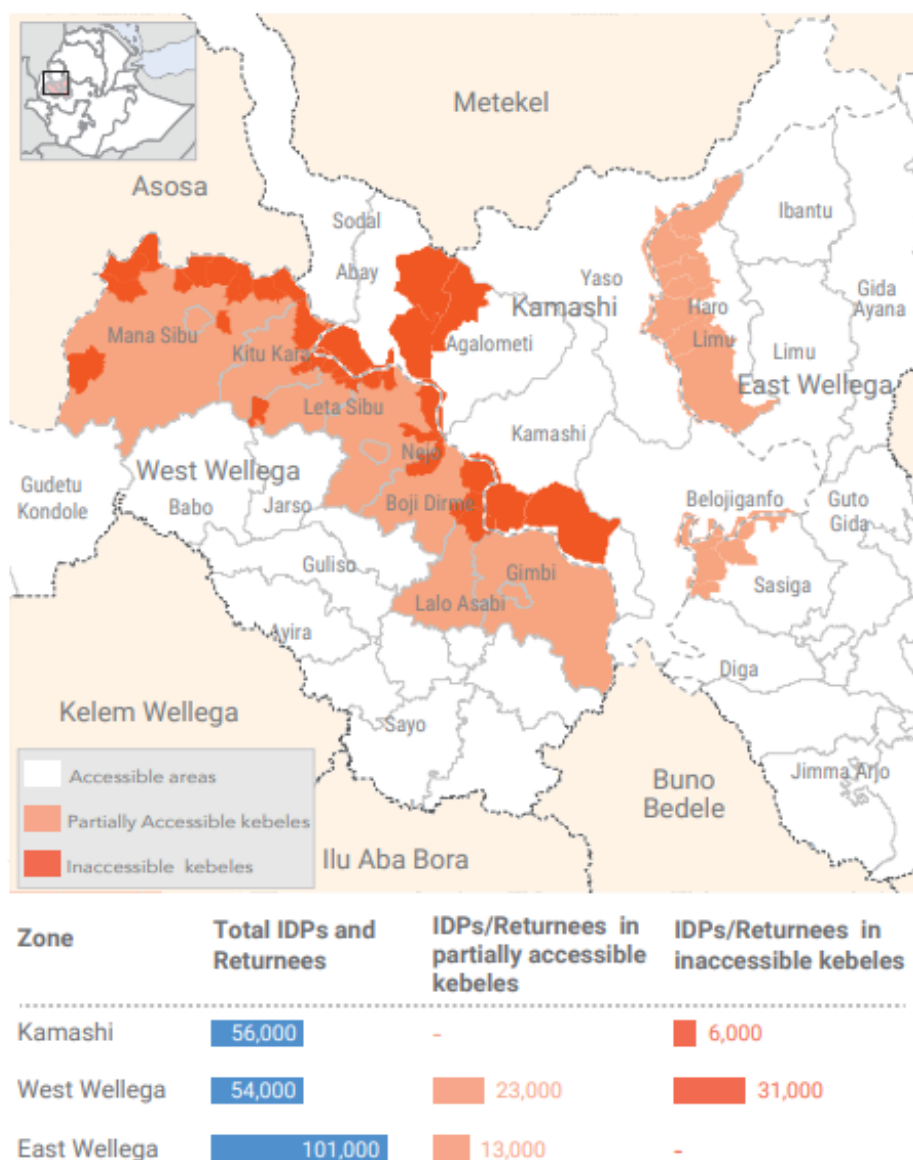 Metekel
Asosa
Sodal
Ibantu
Abay
Yaso
Gida
Ayana
Kamashi
Haro
Mana Sibu
Agalometi
Limu
Limu
Kitu Kara
East Wellega
Leta Sibu
Kamashi
Nejo
West Wellega
Gudetu
Kondole
Babo
Jarso
Boji Dirme
Belojiganfo
Guto
Gida
Guliso
Gimbi
Sasiga
Lalo Asabi
Ayira
Diga
Kelem Wellega
Sayo
Accessible areas
Jimma Arjo
Buno
Bedele
Partially Accessible kebeles
Ilu Aba Bora
Inaccessible kebeles
Zone
Total IDPs and
Returnees
IDPs/Returnees in
partially accessible
kebeles
IDPs/Returnees in
inaccessible kebeles
Kamashi 56,000 - 6,000
West Wellega 54,000 23,000 31,000
East Wellega 101,000 13,000 -